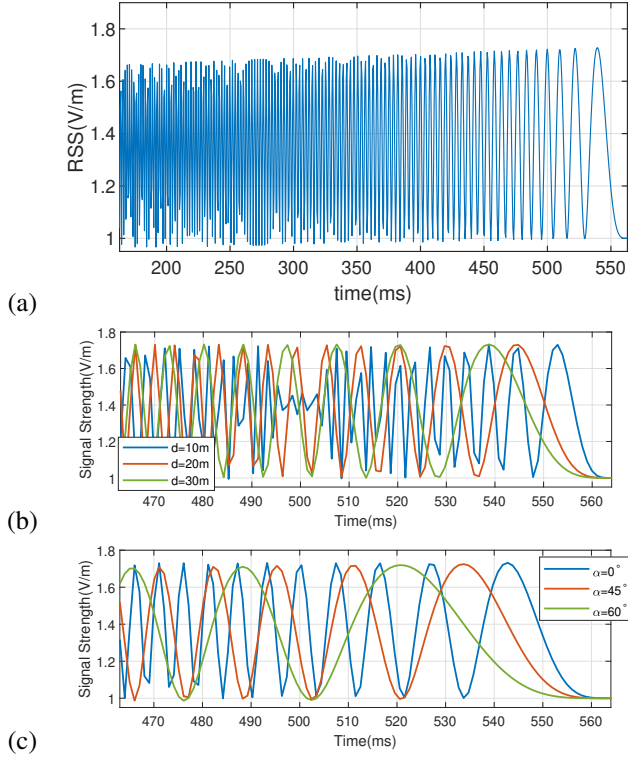 1.8
1.6
1.4
1.2
1
RSS(V/m)
200 250 300 350 400 450 500 550
time(ms)
(a)
1.8
1.6
1.4
1.2
1
Signal Strength(V/m)
d=10m
d=20m
d=30m
470 480 490 500 510 520 530 540 550 560
Time(ms)
(b)
1.8
1.6
1.4
1.2
1
Signal Strength(V/m)
α=0°
α=45°
α=60°
470 480 490 500 510 520 530 540 550 560
Time(ms)
(c)